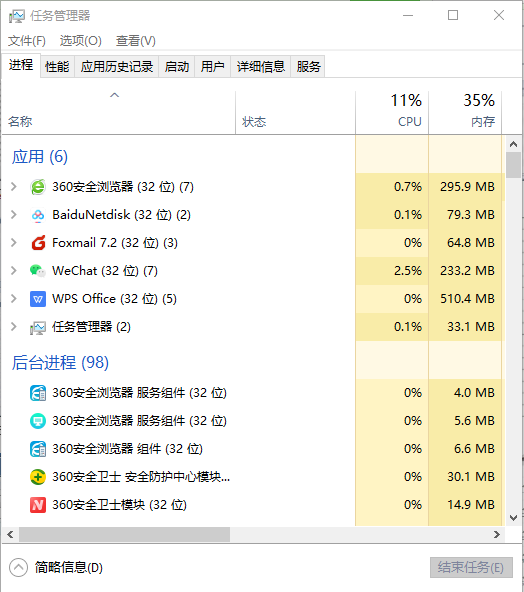 任务管理器
文件(F) 选项(O) 查看(V)
进程 性能 应用历史记录 启动 用户 详细信息 服务
11% 35%
名称 状态 CPU 内存
应用 (6)
360安全浏览器 (32 位) (7) 0.7% 295.9 MB
BaiduNetdisk (32 位) (2) 0.1% 79.3 MB
Foxmail 7.2 (32 位) (3) 0% 64.8 MB
WeChat (32 位) (7) 2.5% 233.2 MB
WPS Office (32 位) (5) 0% 510.4 MB
任务管理器 (2) 0.1% 33.1 MB
后台进程 (98)
360安全浏览器 服务组件 (32 位) 0% 4.0 MB
360安全浏览器 服务组件 (32 位) 0% 5.6 MB
360安全浏览器 组件 (32 位) 0% 6.6 MB
360安全卫士 安全防护中心模块... 0% 30.1 MB
360安全卫士模块 (32 位) 0% 14.9 MB
简略信息(D) 结束任务(E)